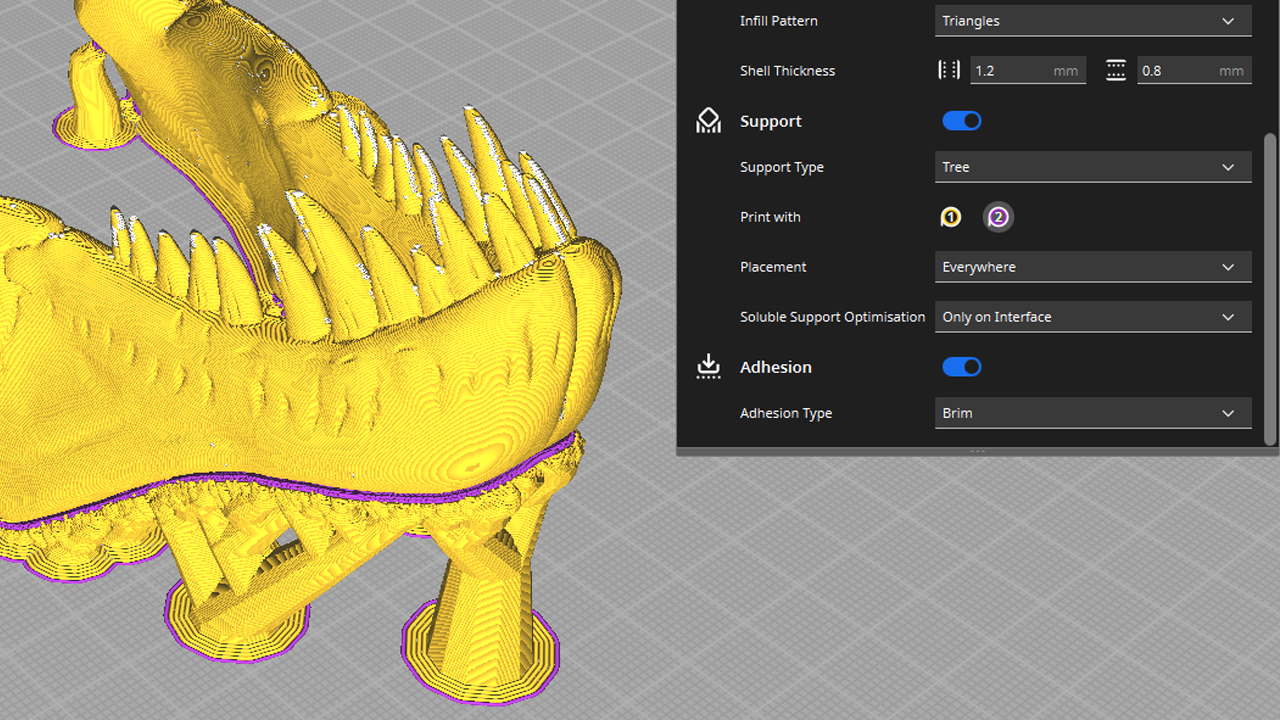 Infill Pattern Triangles
Shell Thickness 1.2 mm 0.8 mm
Support
Support Type Tree
Print with 1 2
Placement Everywhere
Soluble Support Optimisation Only on Interface
Adhesion
Adhesion Type Brim